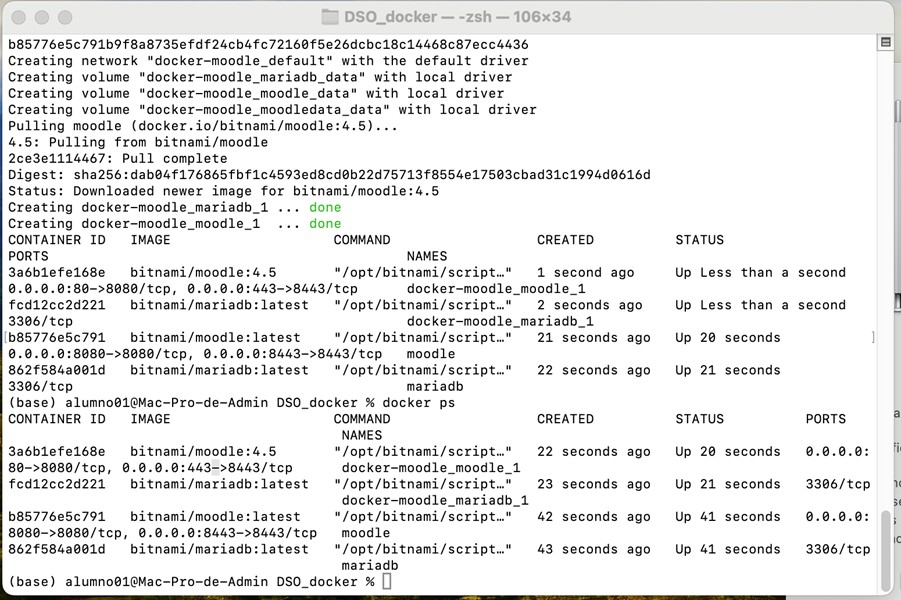 DSO_docker — -zsh — 106×34
b85776e5c791b9f8a8735efdf24cb4fc72160f5e26dcbc18c14468c87ecc4436
Creating network "docker-moodle_default" with the default driver
Creating volume "docker-moodle_mariadb_data" with local driver
Creating volume "docker-moodle_moodle_data" with local driver
Creating volume "docker-moodle_moodledata_data" with local driver
Pulling moodle (docker.io/bitnami/moodle:4.5)...
4.5: Pulling from bitnami/moodle
2ce3e1114467: Pull complete
Digest: sha256:dab04f176865fbf1c4593ed8cd0b22d75713f8554e17503cbad31c1994d0616d
Status: Downloaded newer image for bitnami/moodle:4.5
Creating docker-moodle_mariadb_1 ... done
Creating docker-moodle_moodle_1  ... done
CONTAINER ID   IMAGE                    COMMAND                  CREATED          STATUS
PORTS                                            NAMES
3a6b1efe168e   bitnami/moodle:4.5       "/opt/bitnami/script…"   1 second ago     Up Less than a second
0.0.0.0:80->8080/tcp, 0.0.0.0:443->8443/tcp      docker-moodle_moodle_1
fcd12cc2d221   bitnami/mariadb:latest   "/opt/bitnami/script…"   2 seconds ago    Up Less than a second
3306/tcp                                         docker-moodle_mariadb_1
b85776e5c791   bitnami/moodle:latest    "/opt/bitnami/script…"   21 seconds ago   Up 20 seconds
0.0.0.0:8080->8080/tcp, 0.0.0.0:8443->8443/tcp   moodle
862f584a001d   bitnami/mariadb:latest   "/opt/bitnami/script…"   22 seconds ago   Up 21 seconds
3306/tcp                                         mariadb
(base) alumno01@Mac-Pro-de-Admin DSO_docker % docker ps
CONTAINER ID   IMAGE                    COMMAND                  CREATED          STATUS          PORTS
NAMES
3a6b1efe168e   bitnami/moodle:4.5       "/opt/bitnami/script…"   22 seconds ago   Up 20 seconds   0.0.0.0:
80->8080/tcp, 0.0.0.0:443->8443/tcp      docker-moodle_moodle_1
fcd12cc2d221   bitnami/mariadb:latest   "/opt/bitnami/script…"   23 seconds ago   Up 21 seconds   3306/tcp
docker-moodle_mariadb_1
b85776e5c791   bitnami/moodle:latest    "/opt/bitnami/script…"   42 seconds ago   Up 41 seconds   0.0.0.0:
8080->8080/tcp, 0.0.0.0:8443->8443/tcp   moodle
862f584a001d   bitnami/mariadb:latest   "/opt/bitnami/script…"   43 seconds ago   Up 41 seconds   3306/tcp
mariadb
(base) alumno01@Mac-Pro-de-Admin DSO_docker %